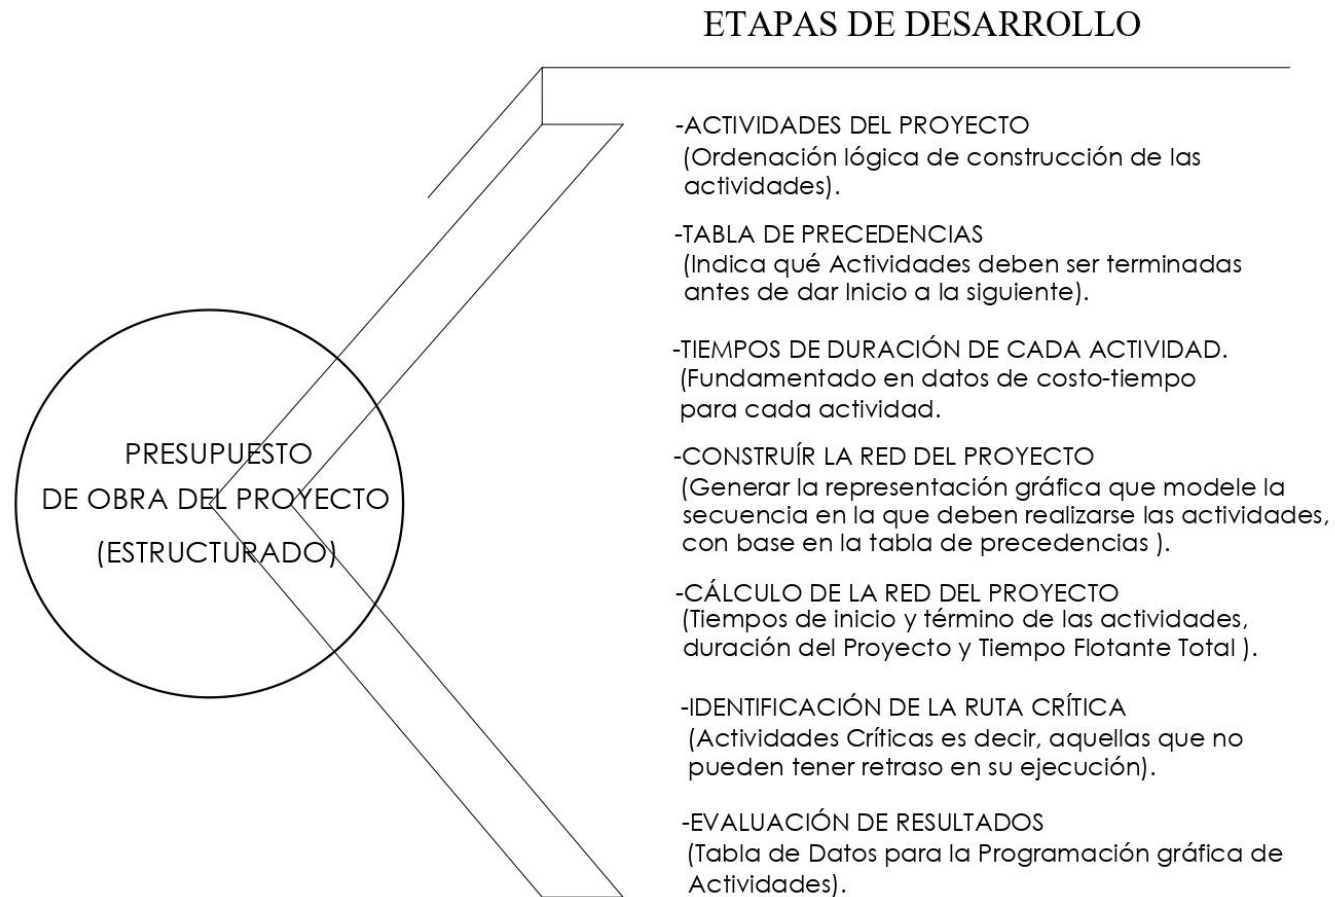 ETAPAS DE DESARROLLO
-ACTIVIDADES DEL PROYECTO
(Ordenación lógica de construcción de las
actividades).
-TABLA DE PRECEDENCIAS
(Indica qué Actividades deben ser terminadas
antes de dar Inicio a la siguiente).
-TIEMPOS DE DURACIÓN DE CADA ACTIVIDAD.
(Fundamentado en datos de costo-tiempo
para cada actividad.
-CONSTRUÍR LA RED DEL PROYECTO
(Generar la representación gráfica que modele la
secuencia en la que deben realizarse las actividades,
con base en la tabla de precedencias ).
-CÁLCULO DE LA RED DEL PROYECTO
(Tiempos de inicio y término de las actividades,
duración del Proyecto y Tiempo Flotante Total ).
-IDENTIFICACIÓN DE LA RUTA CRÍTICA
(Actividades Críticas es decir, aquellas que no
pueden tener retraso en su ejecución).
-EVALUACIÓN DE RESULTADOS
(Tabla de Datos para la Programación gráfica de
Actividades).
PRESUPUESTO
DE OBRA DEL PROYECTO
(ESTRUCTURADO)